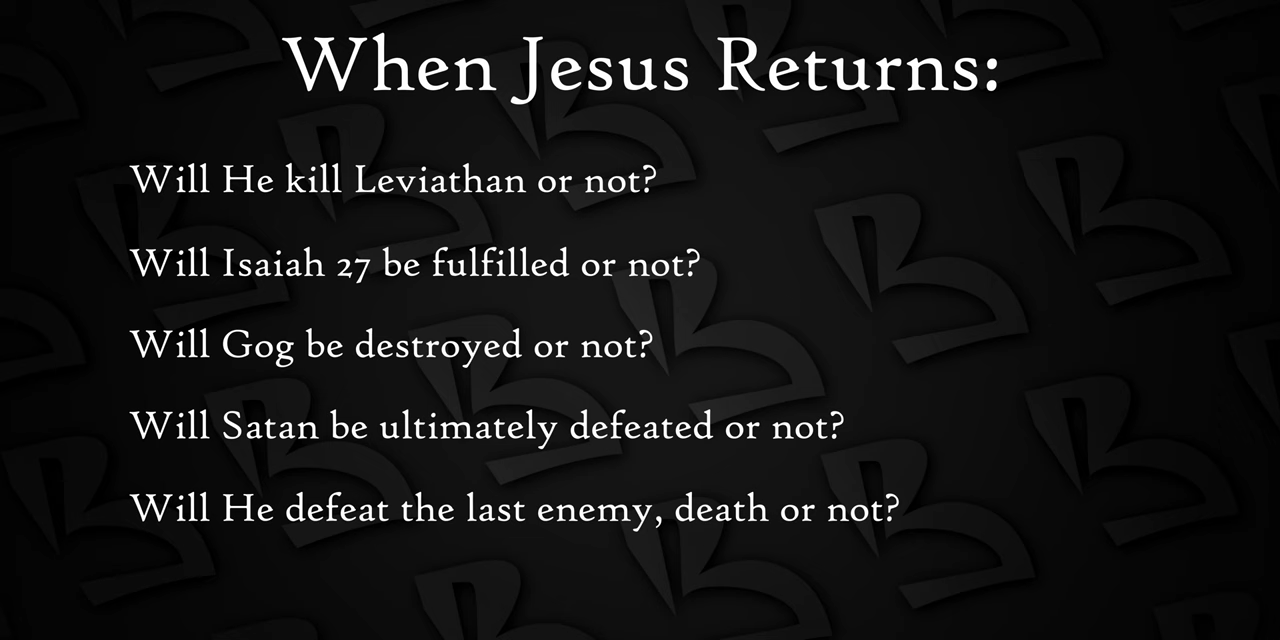 When Jesus Returns:
Will He kill Leviathan or not?
Will Isaiah 27 be fulfilled or not?
Will Gog be destroyed or not?
Will Satan be ultimately defeated or not?
Will He defeat the last enemy, death or not?